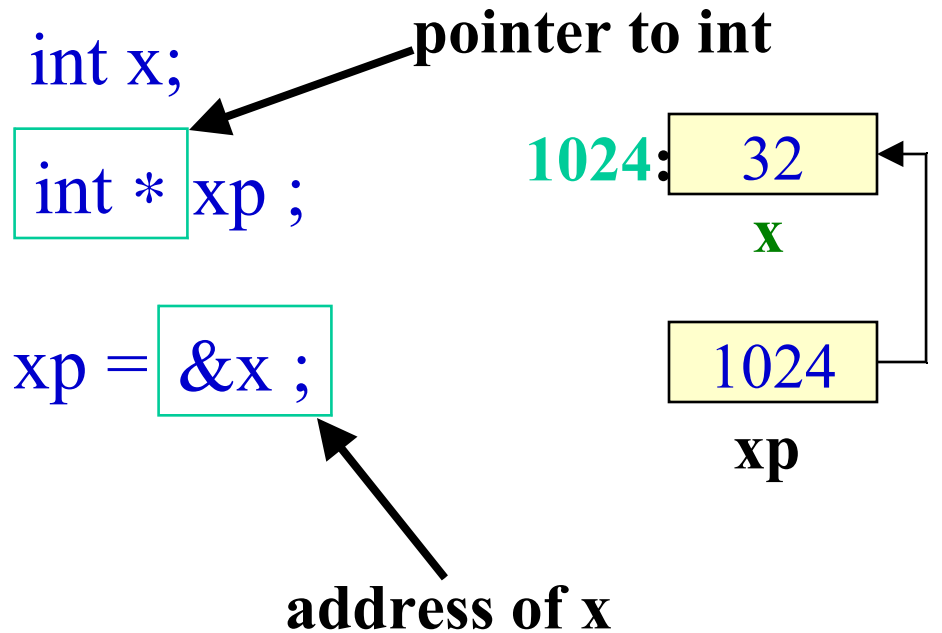 pointer to int
int x;
int * xp ;
xp = &x ;
address of x
1024: 32
x
1024
xp